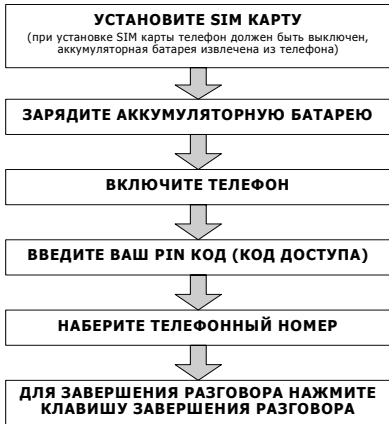 УСТАНОВИТЕ SIM КАРТУ
(при установке SIM карты телефон должен быть выключен,
аккумуляторная батарея извлечена из телефона)
ЗАРЯДИТЕ АККУМУЛЯТОРНУЮ БАТАРЕЮ
ВКЛЮЧИТЕ ТЕЛЕФОН
ВВЕДИТЕ ВАШ PIN КОД (КОД ДОСТУПА)
НАБЕРИТЕ ТЕЛЕФОННЫЙ НОМЕР
ДЛЯ ЗАВЕРШЕНИЯ РАЗГОВОРА НАЖМИТЕ
КЛАВИШУ ЗАВЕРШЕНИЯ РАЗГОВОРА